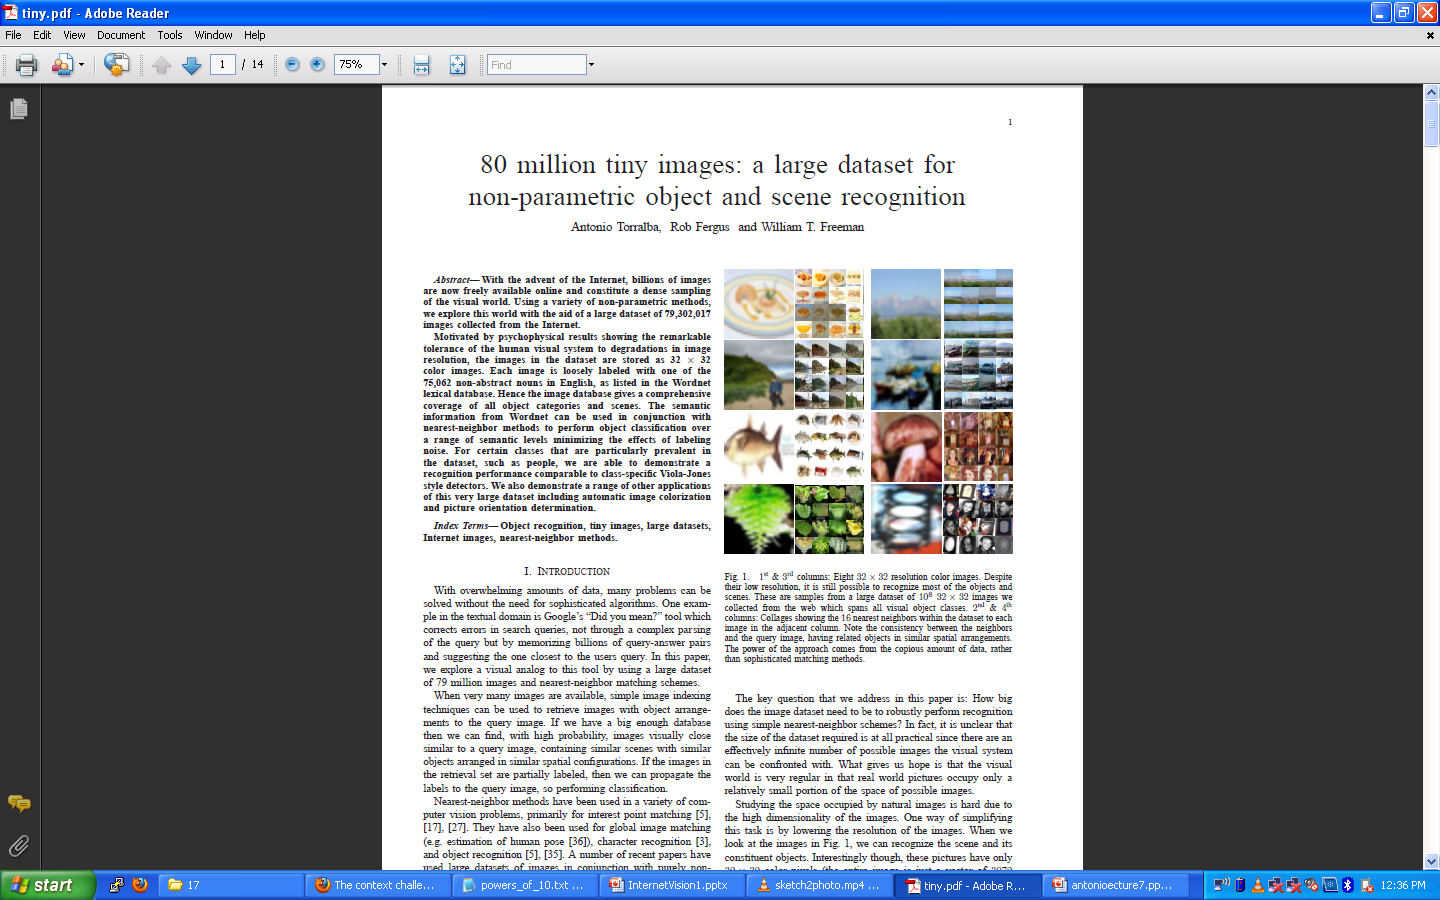 tiny.pdf - Adobe Reader
File Edit View Document Tools Window Help
1 / 14 75% Find
1
80 million tiny images: a large dataset for
non-parametric object and scene recognition
Antonio Torralba, Rob Fergus and William T. Freeman
Abstract—With the advent of the Internet, billions of images
are now freely available online and constitute a dense sampling
of the visual world. Using a variety of non-parametric methods,
we explore this world with the aid of a large dataset of 79,302,017
images collected from the Internet.
Motivated by psychophysical results showing the remarkable
tolerance of the human visual system to degradations in image
resolution, the images in the dataset are stored as 32 × 32
color images. Each image is loosely labeled with one of the
75,062 non-abstract nouns in English, as listed in the Wordnet
lexical database. Hence the image database gives a comprehensive
coverage of all object categories and scenes. The semantic
information from Wordnet can be used in conjunction with
nearest-neighbor methods to perform object classification over
a range of semantic levels minimizing the effects of labeling
noise. For certain classes that are particularly prevalent in
the dataset, such as people, we are able to demonstrate a
recognition performance comparable to class-specific Viola-Jones
style detectors. We also demonstrate a range of other applications
of this very large dataset including automatic image colorization
and picture orientation determination.
Index Terms—Object recognition, tiny images, large datasets,
Internet images, nearest-neighbor methods.
I. INTRODUCTION
With overwhelming amounts of data, many problems can be
solved without the need for sophisticated algorithms. One exam-
ple in the textual domain is Google's "Did you mean?" tool which
corrects errors in search queries, not through a complex parsing
of the query but by memorizing billions of query-answer pairs
and suggesting the one closest to the users query. In this paper,
we explore a visual analog to this tool by using a large dataset
of 79 million images and nearest-neighbor matching schemes.
When very many images are available, simple image indexing
techniques can be used to retrieve images with object arrange-
ments to the query image. If we have a big enough database
then we can find, with high probability, images visually close
similar to a query image, containing similar scenes with similar
objects arranged in similar spatial configurations. If the images in
the retrieval set are partially labeled, then we can propagate the
labels to the query image, so performing classification.
Nearest-neighbor methods have been used in a variety of com-
puter vision problems, primarily for interest point matching [5],
[17], [27]. They have also been used for global image matching
(e.g. estimation of human pose [36]), character recognition [3],
and object recognition [5], [35]. A number of recent papers have
used large datasets of images in conjunction with purely non-
Fig. 1. 1st & 3rd columns: Eight 32 × 32 resolution color images. Despite
their low resolution, it is still possible to recognize most of the objects and
scenes. These are samples from a large dataset of 10^8 32 × 32 images we
collected from the web which spans all visual object classes. 2nd & 4th
columns: Collages showing the 16 nearest neighbors within the dataset to each
image in the adjacent column. Note the consistency between the neighbors
and the query image, having related objects in similar spatial arrangements.
The power of the approach comes from the copious amount of data, rather
than sophisticated matching methods.
The key question that we address in this paper is: How big
does the image dataset need to be to robustly perform recognition
using simple nearest-neighbor schemes? In fact, it is unclear that
the size of the dataset required is at all practical since there are an
effectively infinite number of possible images the visual system
can be confronted with. What gives us hope is that the visual
world is very regular in that real world pictures occupy only a
relatively small portion of the space of possible images.
Studying the space occupied by natural images is hard due to
the high dimensionality of the images. One way of simplifying
this task is by lowering the resolution of the images. When we
look at the images in Fig. 1, we can recognize the scene and its
constituent objects. Interestingly though, these pictures have only
start 17 The context challe... powers_of_10.txt ... InternetVision1.pptx sketch2photo.mp4 ... tiny.pdf - Adobe R... antonioecture7.pp... 12:36 PM